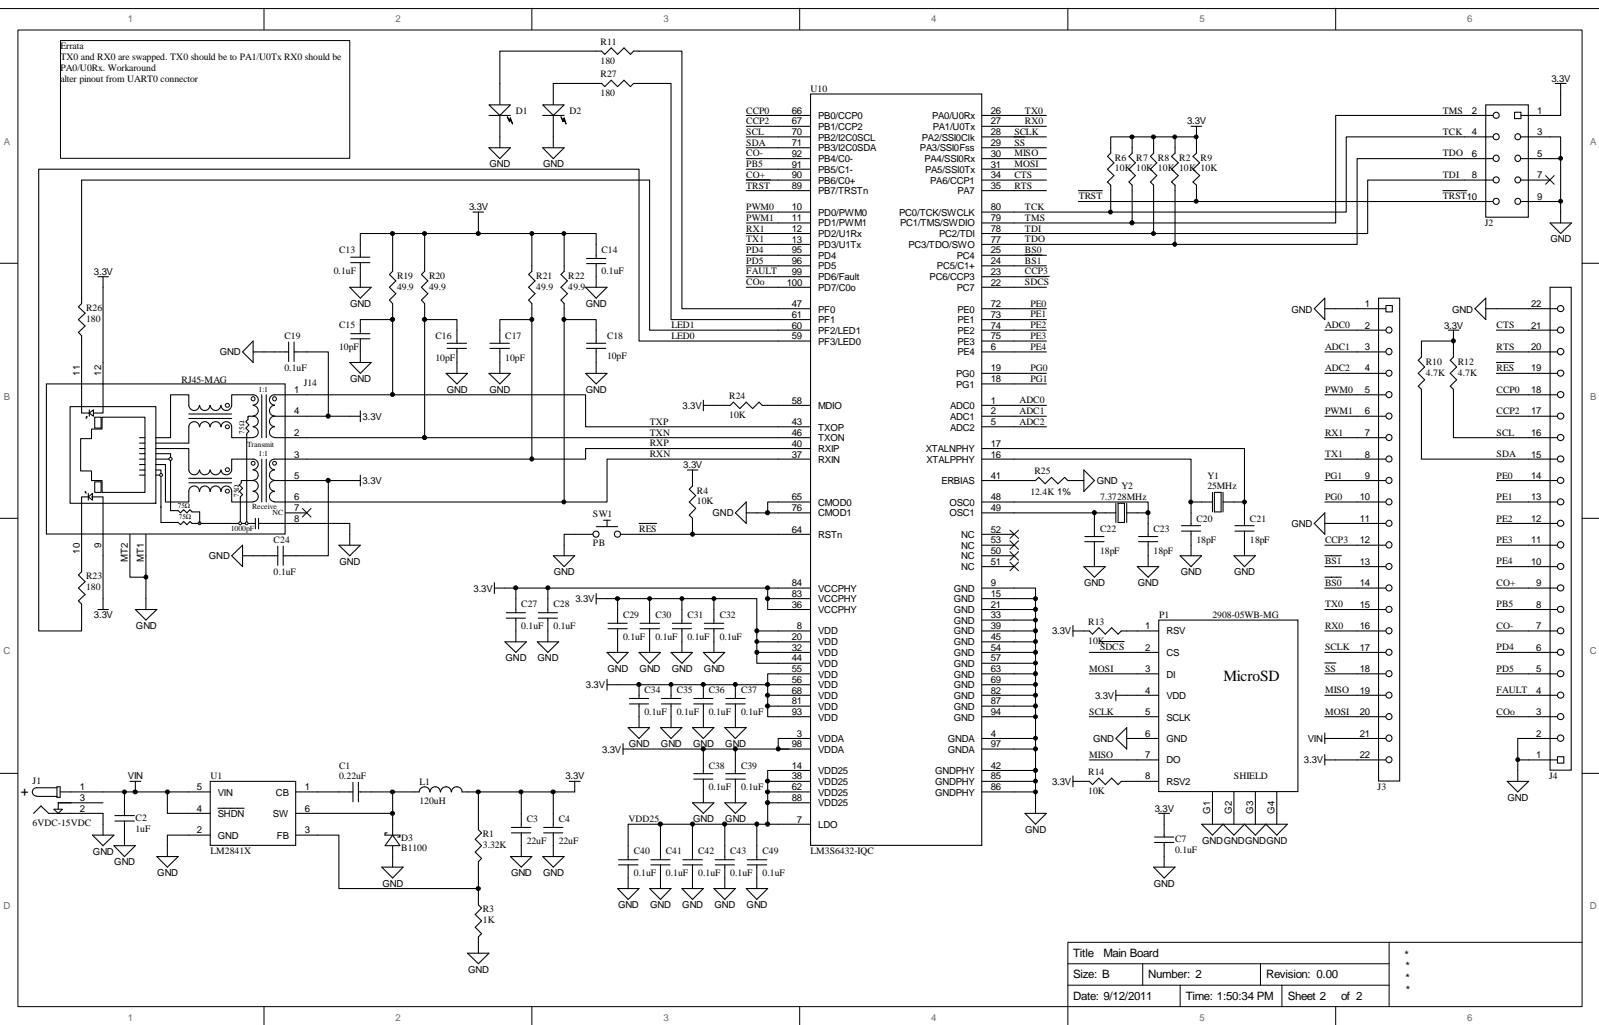 1 2 3 4 5 6
A
B
C
D
Errata
TX0 and RX0 are swapped. TX0 should be to PA1/U0Tx RX0 should be
PA0/U0Rx. Workaround
alter pinout from UART0 connector
R11
180
R27
180
D1
D2
GND
GND
U10
CCP0 66 PB0/CCP0
CCP2 67 PB1/CCP2
SCL 70 PB2/I2C0SCL
SDA 71 PB3/I2C0SDA
CO- 92 PB4/C0-
PB5 91 PB5/C1-
CO+ 90 PB6/C0+
TRST 89 PB7/TRSTn
PWM0 10 PD0/PWM0
PWM1 11 PD1/PWM1
RX1 12 PD2/U1Rx
TX1 13 PD3/U1Tx
PD4 95 PD4
PD5 96 PD5
FAULT 99 PD6/Fault
COo 100 PD7/C0o
47 PF0
61 PF1
LED1 60 PF2/LED1
LED0 59 PF3/LED0
3.3V R24 10K 58 MDIO
TXP 43 TXOP
TXN 46 TXON
RXP 40 RXIP
RXN 37 RXIN
GND 65 CMOD0
76 CMOD1
64 RSTn
84 VCCPHY
83 VCCPHY
36 VCCPHY
8 VDD
20 VDD
32 VDD
44 VDD
55 VDD
56 VDD
68 VDD
81 VDD
93 VDD
3 VDDA
98 VDDA
14 VDD25
38 VDD25
62 VDD25
88 VDD25
VDD25 7 LDO
LM3S6432-IQC
PA0/U0Rx 26 TX0
PA1/U0Tx 27 RX0
PA2/SSI0Clk 28 SCLK
PA3/SSI0Fss 29 SS
PA4/SSI0Rx 30 MISO
PA5/SSI0Tx 31 MOSI
PA6/CCP1 34 CTS
PA7 35 RTS
PC0/TCK/SWCLK 80 TCK
PC1/TMS/SWDIO 79 TMS
PC2/TDI 78 TDI
PC3/TDO/SWO 77 TDO
PC4 25 BS0
PC5/C1+ 24 BS1
PC6/CCP3 23 CCP3
PC7 22 SDCS
PE0 72 PE0
PE1 73 PE1
PE2 74 PE2
PE3 75 PE3
PE4 6 PE4
PG0 19 PG0
PG1 18 PG1
ADC0 1 ADC0
ADC1 2 ADC1
ADC2 5 ADC2
XTALNPHY 17
XTALPPHY 16
ERBIAS 41 R25 12.4K 1% GND
OSC0 48
OSC1 49
NC 52
NC 53
NC 50
NC 51
GND 9
GND 15
GND 21
GND 33
GND 39
GND 45
GND 54
GND 57
GND 63
GND 69
GND 82
GND 87
GND 94
GNDA 4
GNDA 97
GNDPHY 42
GNDPHY 85
GNDPHY 86
GND
3.3V
R6 R7 R8 R2 R9
10K 10K 10K 10K 10K
TRST
3.3V
TMS 2 1
TCK 4 3
TDO 6 5
TDI 8 7
TRST 10 9
J2
GND
3.3V
C13 0.1uF GND
C14 0.1uF GND
R19 49.9
R20 49.9
R21 49.9
R22 49.9
C15 10pF GND
C16 10pF GND
C17 10pF GND
C18 10pF GND
3.3V
R26
180
11 12
GND C19 0.1uF
RJ45-MAG J14
1:1
75Ω
Transmit
1:1
75Ω
Receive
75Ω
75Ω
1000pF
NC
1
4 3.3V
2
3
5 3.3V
6
7
8
GND
GND C24 0.1uF
10 9
MT2
MT1
R23
180
3.3V
GND
R4
3.3V
10K
SW1
PB
RES
GND
Y2
7.3728MHz
Y1
25MHz
C22 18pF GND
C23 18pF GND
C20 18pF GND
C21 18pF GND
3.3V
C27 0.1uF GND
C28 0.1uF GND
3.3V
C29 0.1uF GND
C30 0.1uF GND
C31 0.1uF GND
C32 0.1uF GND
3.3V
C34 0.1uF GND
C35 0.1uF GND
C36 0.1uF GND
C37 0.1uF GND
3.3V
C38 0.1uF GND
C39 0.1uF GND
C40 0.1uF GND
C41 0.1uF GND
C42 0.1uF GND
C43 0.1uF GND
C49 0.1uF GND
J1
+
1
3
2
6VDC-15VDC
GND
VIN
C2
1uF
GND
U1
5 VIN
4 SHDN
2 GND
CB 1
SW 6
FB 3
LM2841X
GND
C1
0.22uF
L1
120uH
D3
B1100
GND
R1
3.32K
R3
1K
GND
C3
22uF
GND
C4
22uF
GND
3.3V
P1 2908-05WB-MG
3.3V R13 10K 1 RSV
SDCS 2 CS
MOSI 3 DI
3.3V 4 VDD
SCLK 5 SCLK
GND 6 GND
MISO 7 DO
3.3V R14 10K 8 RSV2
MicroSD
SHIELD
G1 G2 G3 G4
GND GND GND GND
3.3V
C7
0.1uF
GND
GND 1
ADC0 2
ADC1 3
ADC2 4
PWM0 5
PWM1 6
RX1 7
TX1 8
PG1 9
PG0 10
GND 11
CCP3 12
BS1 13
BS0 14
TX0 15
RX0 16
SCLK 17
SS 18
MISO 19
MOSI 20
VIN 21
3.3V 22
J3
GND 22
CTS 21
RTS 20
RES 19
CCP0 18
CCP2 17
SCL 16
SDA 15
PE0 14
PE1 13
PE2 12
PE3 11
PE4 10
CO+ 9
PB5 8
CO- 7
PD4 6
PD5 5
FAULT 4
COo 3
2
1
J4
GND
3.3V
R10
4.7K
R12
4.7K
Title Main Board
Size: B Number: 2 Revision: 0.00
Date: 9/12/2011 Time: 1:50:34 PM Sheet 2 of 2
*
*
*
*
A
B
C
D
1 2 3 4 5 6